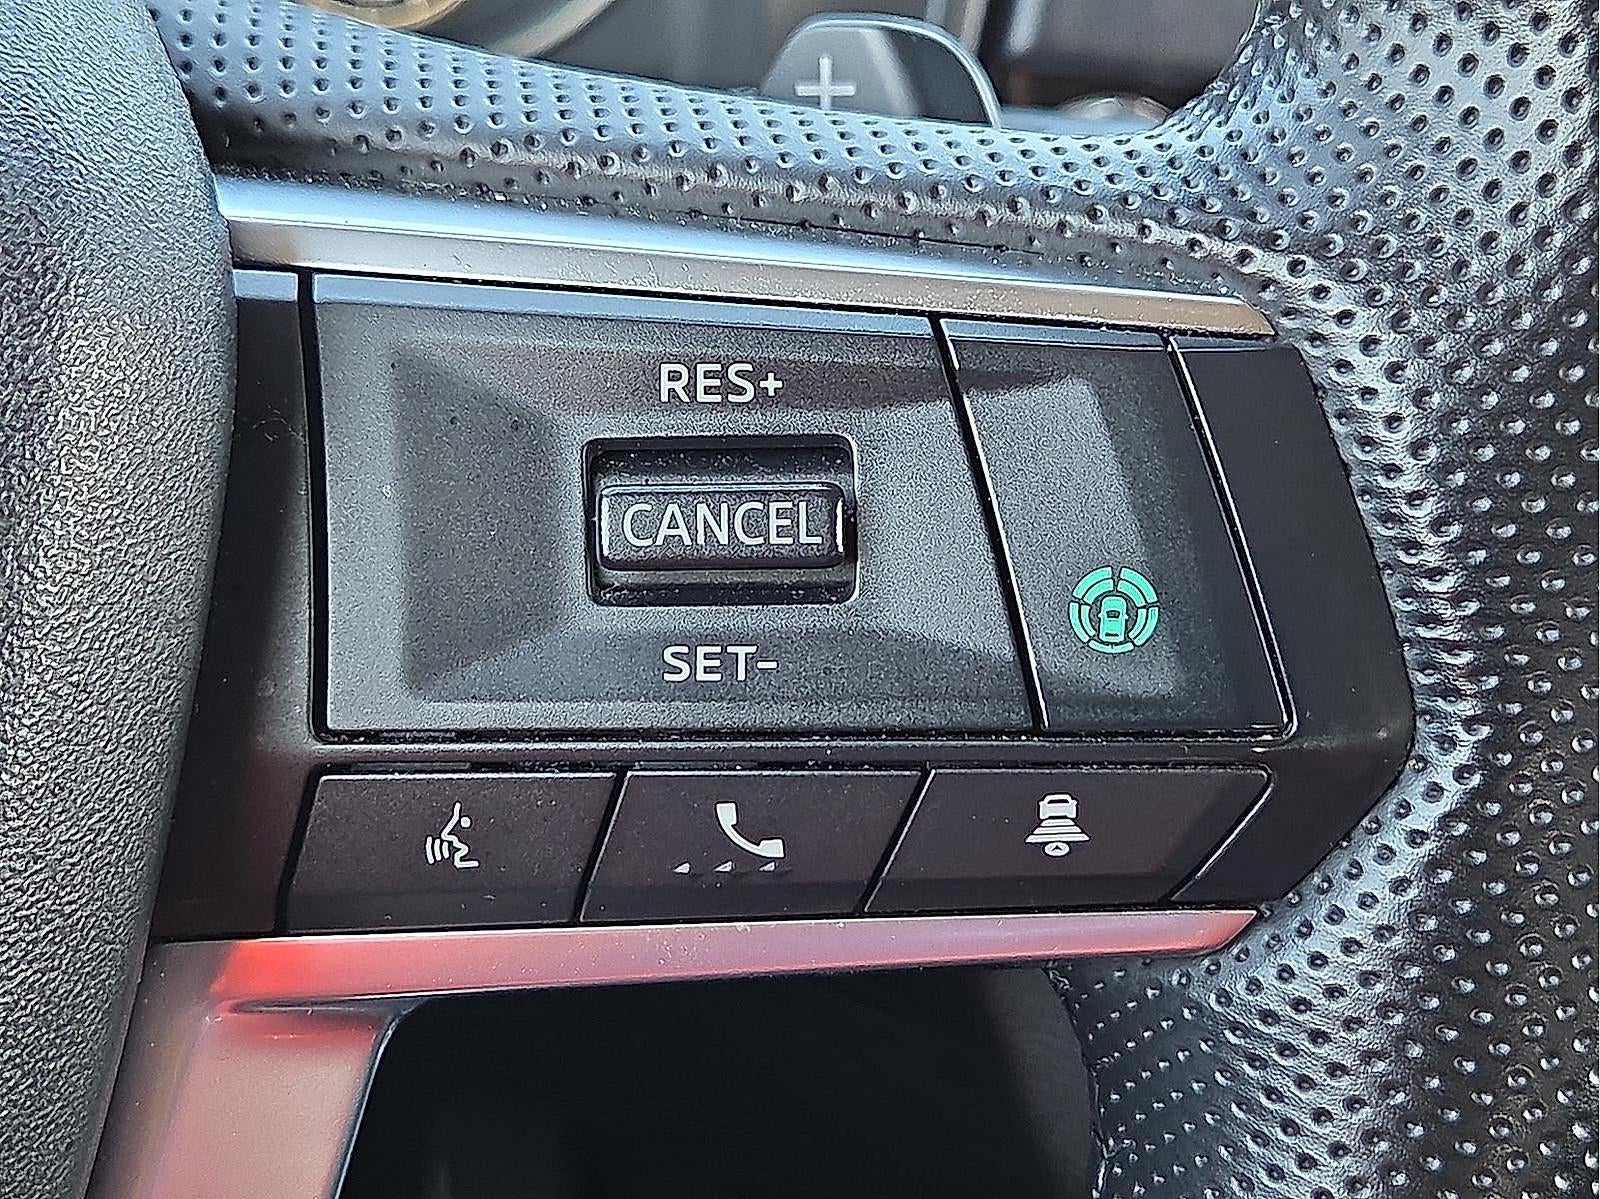 +
RES+
CANCEL
SET-